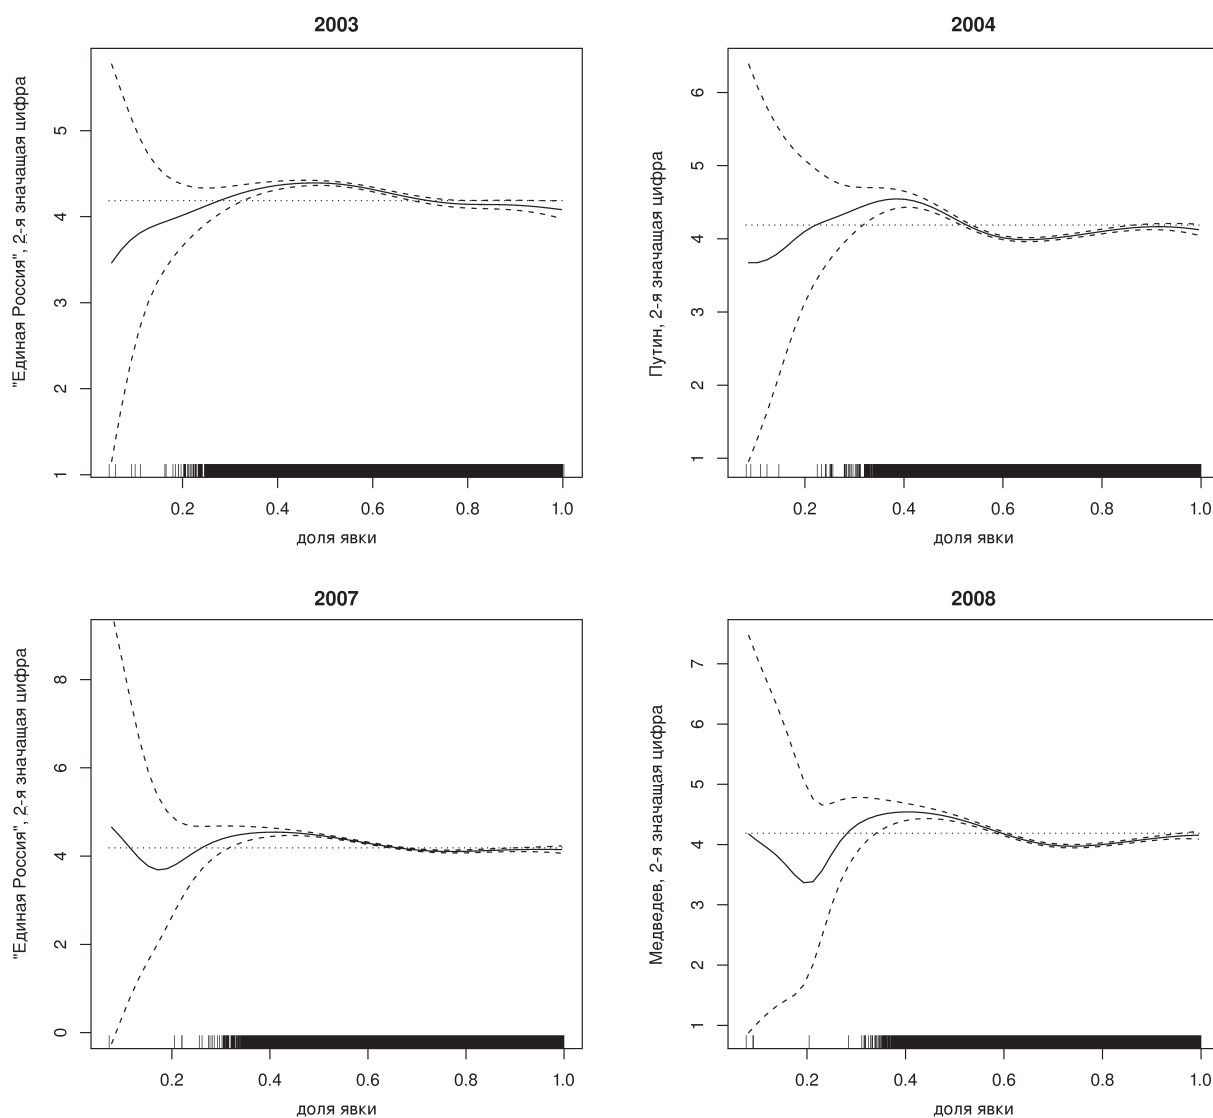 2003
"Единая Россия", 2-я значащая цифра
5
4
3
2
1
0.2 0.4 0.6 0.8 1.0
доля явки
2004
Путин, 2-я значащая цифра
6
5
4
3
2
1
0.2 0.4 0.6 0.8 1.0
доля явки
2007
"Единая Россия", 2-я значащая цифра
8
6
4
2
0
0.2 0.4 0.6 0.8 1.0
доля явки
2008
Медведев, 2-я значащая цифра
7
6
5
4
3
2
1
0.2 0.4 0.6 0.8 1.0
доля явки